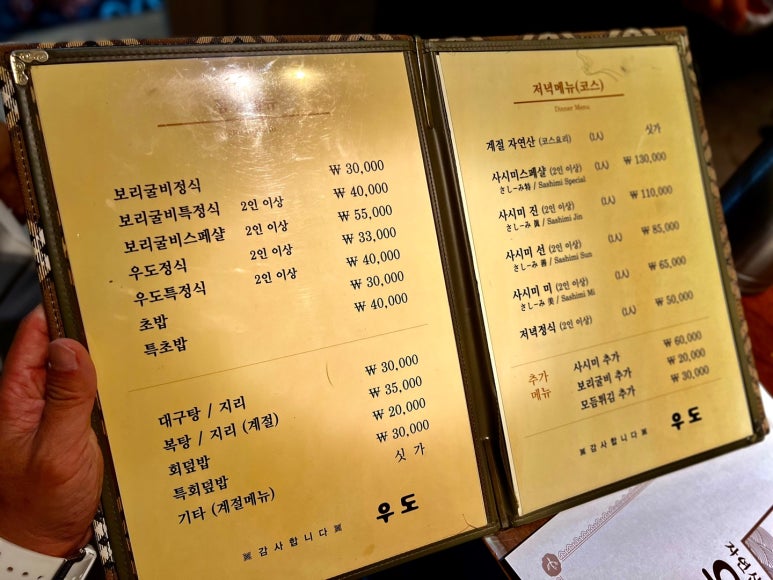 보리굴비정식 ₩ 30,000
보리굴비특정식 2인 이상 ₩ 40,000
보리굴비스페샬 2인 이상 ₩ 55,000
우도정식 2인 이상 ₩ 33,000
우도특정식 2인 이상 ₩ 40,000
초밥 ₩ 30,000
특초밥 ₩ 40,000
대구탕 / 지리 ₩ 30,000
복탕 / 지리 (계절) ₩ 35,000
회덮밥 ₩ 20,000
특회덮밥 ₩ 30,000
기타 (계절메뉴) 싯 가
감사합니다
우도
저녁메뉴(코스)
Dinner Menu
계절 자연산 (코스요리) (1人) 싯가
사시미스페샬 (2인 이상) (1人) ₩ 130,000
さしーみ特 / Sashimi Special
사시미 진 (2인 이상) (1人) ₩ 110,000
さしーみ 眞 / Sashimi Jin
사시미 선 (2인 이상) (1人) ₩ 85,000
さしーみ 善 / Sashimi Sun
사시미 미 (2인 이상) (1人) ₩ 65,000
さしーみ 美 / Sashimi Mi
저녁정식 (2인 이상) (1人) ₩ 50,000
추가 메뉴
사시미 추가 ₩ 60,000
보리굴비 추가 ₩ 20,000
모듬튀김 추가 ₩ 30,000
감사합니다
우도
자연산